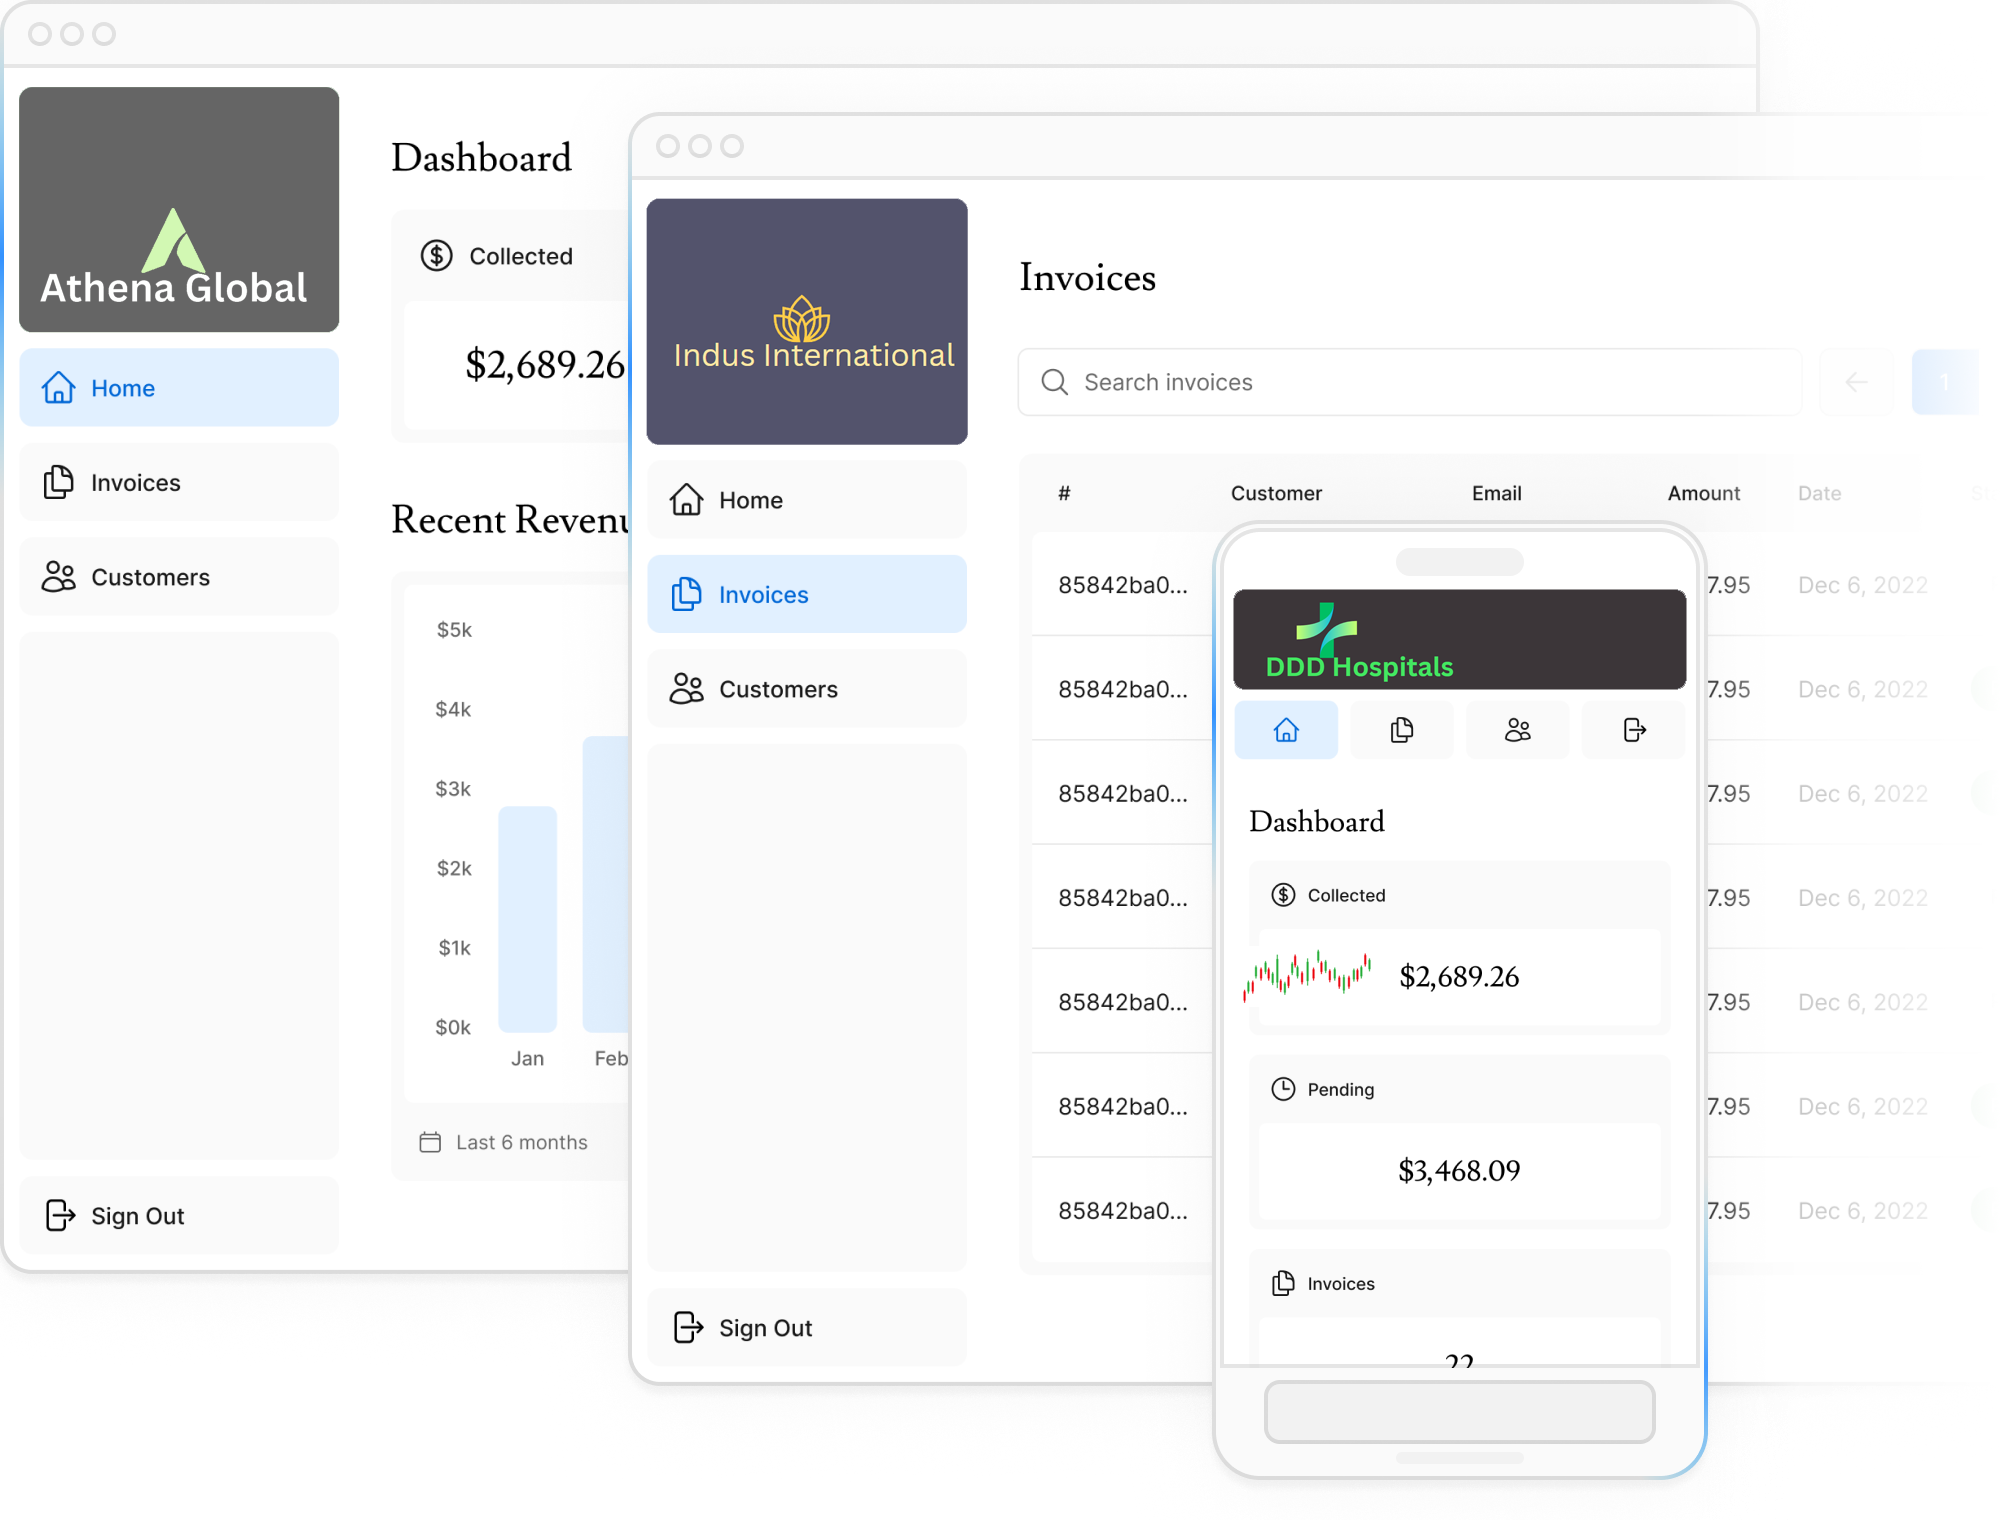 Athena Global
Home
Invoices
Customers
Sign Out
Dashboard
Collected
$2,689.26
Recent
$5k
$4k
$3k
$2k
$1k
$0k
Jan
Feb
Last 6 months
Indus International
Home
Invoices
Customers
Sign Out
Invoices
Search invoices
1
# Customer Email Amount Date
85842ba0... 7.95 Dec 6, 2022
85842ba0... 7.95 Dec 6, 2022
85842ba0... 7.95 Dec 6, 2022
85842ba0... 7.95 Dec 6, 2022
85842ba0... 7.95 Dec 6, 2022
85842ba0... 7.95 Dec 6, 2022
85842ba0... 7.95 Dec 6, 2022
DDD Hospitals
Dashboard
Collected
$2,689.26
Pending
$3,468.09
Invoices
22